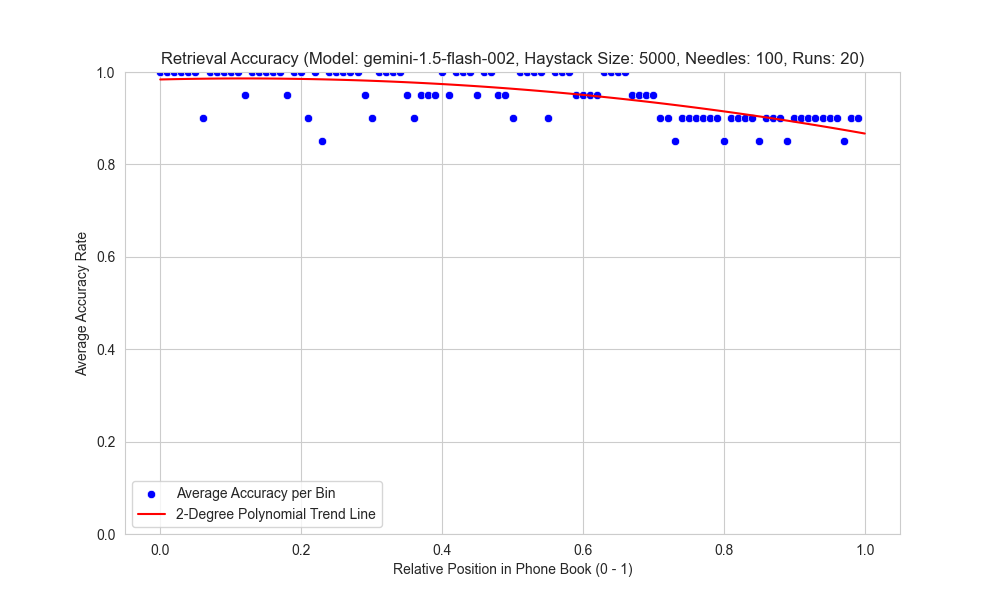 Retrieval Accuracy (Model: gemini-1.5-flash-002, Haystack Size: 5000, Needles: 100, Runs: 20)
1.0
0.8
0.6
0.4
0.2
0.0
Average Accuracy Rate
Average Accuracy per Bin
2-Degree Polynomial Trend Line
0.0 0.2 0.4 0.6 0.8 1.0
Relative Position in Phone Book (0 - 1)